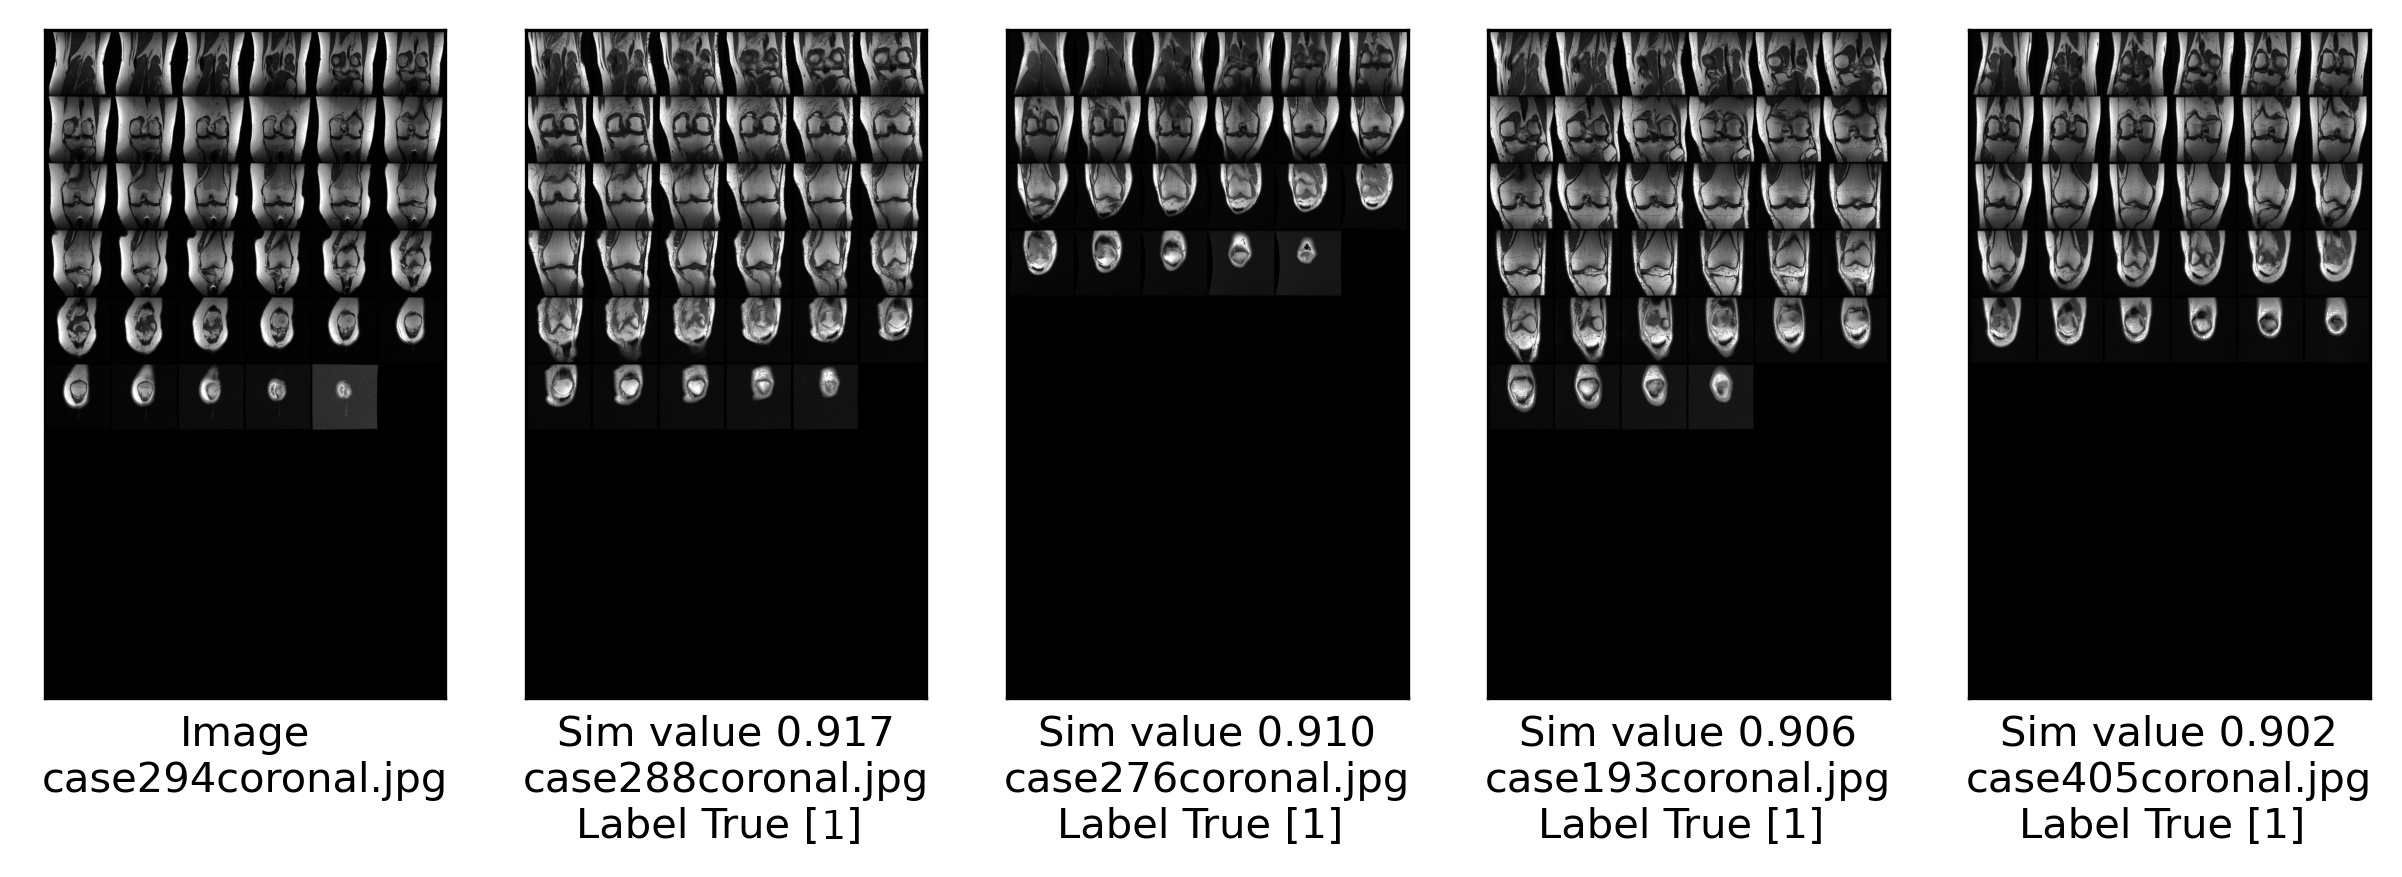 Image
case294coronal.jpg
Sim value 0.917
case288coronal.jpg
Label True [1]
Sim value 0.910
case276coronal.jpg
Label True [1]
Sim value 0.906
case193coronal.jpg
Label True [1]
Sim value 0.902
case405coronal.jpg
Label True [1]